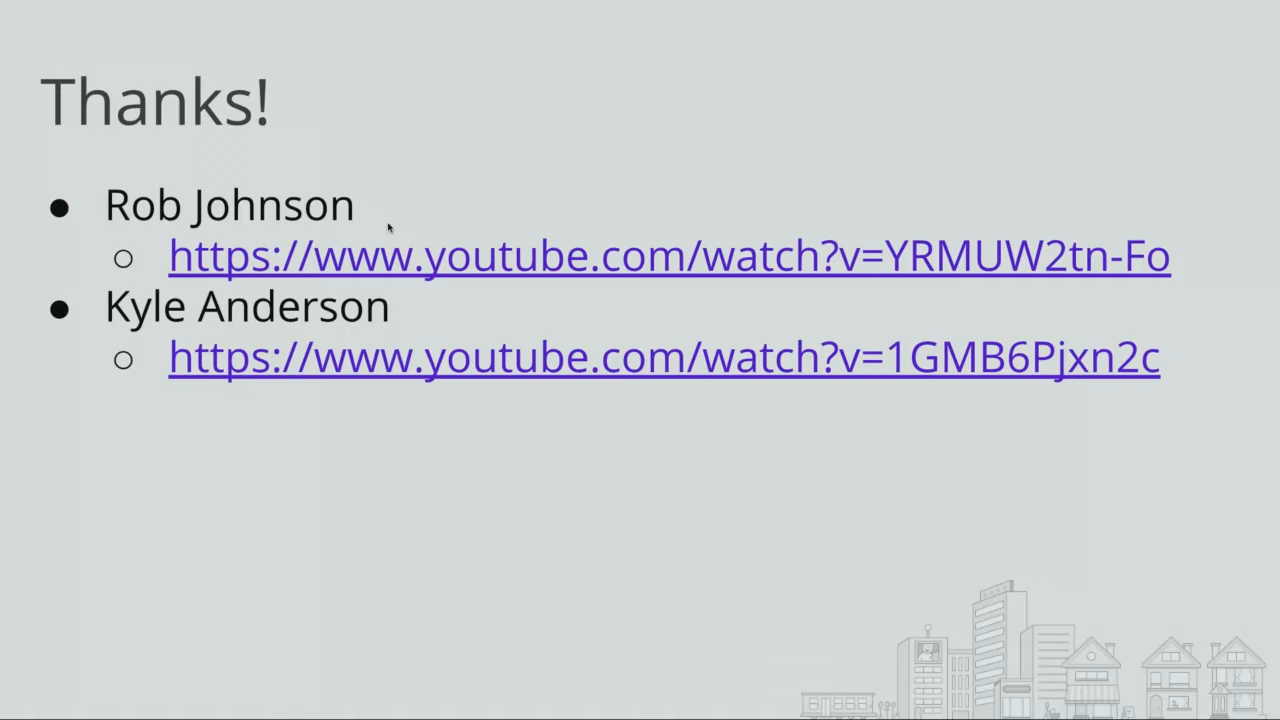 Thanks!
● Rob Johnson
○ https://www.youtube.com/watch?v=YRMUW2tn-Fo
● Kyle Anderson
○ https://www.youtube.com/watch?v=1GMB6Pjxn2c